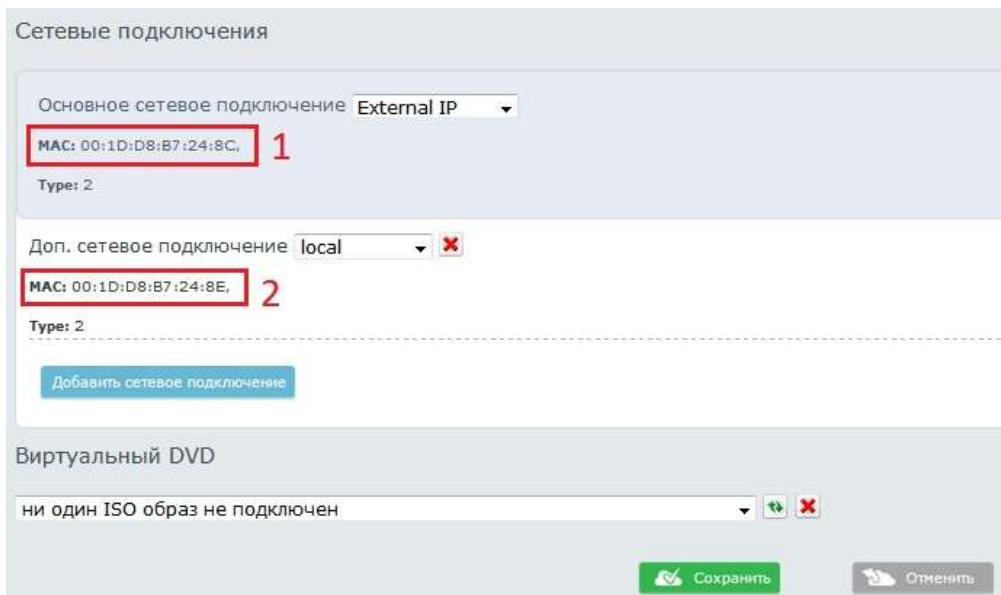 Сетевые подключения
Основное сетевое подключение External IP
MAC: 00:1D:D8:B7:24:8C, 1
Type: 2
Доп. сетевое подключение local
MAC: 00:1D:D8:B7:24:8E, 2
Type: 2
Добавить сетевое подключение
Виртуальный DVD
ни один ISO образ не подключен
Сохранить Отменить